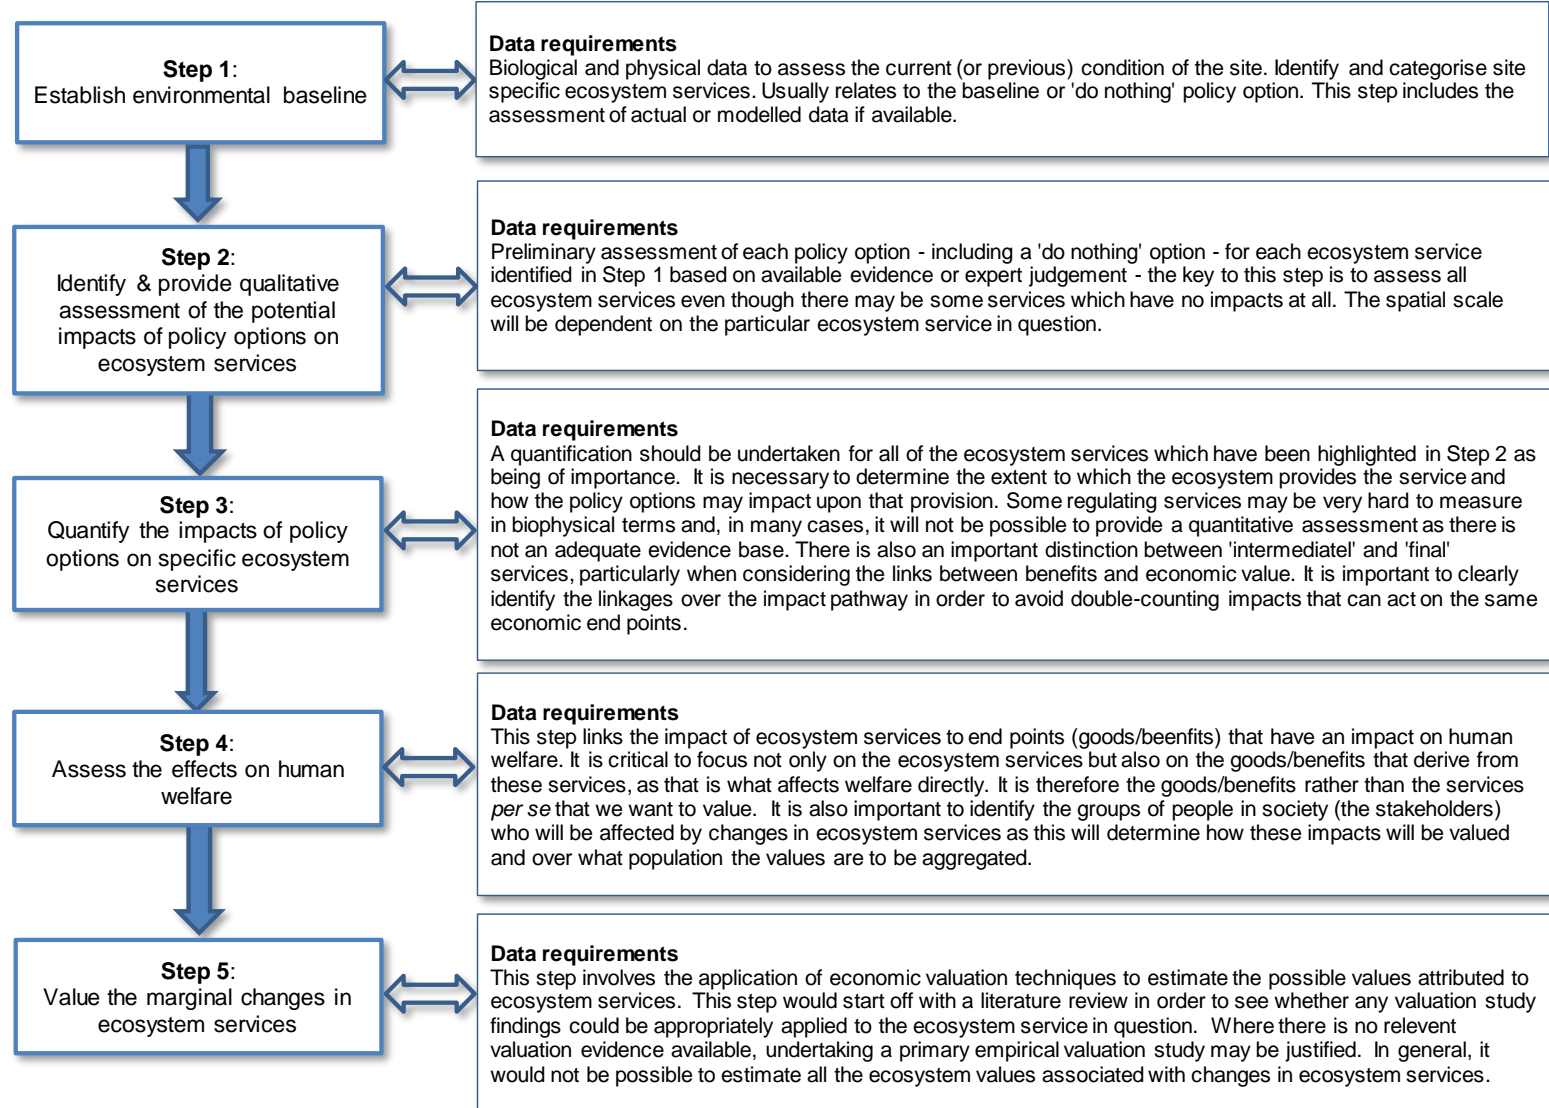 Step 1:
Establish environmental baseline
Data requirements
Biological and physical data to assess the current (or previous) condition of the site. Identify and categorise site
specific ecosystem services. Usually relates to the baseline or 'do nothing' policy option. This step includes the
assessment of actual or modelled data if available.
Step 2:
Identify & provide qualitative
assessment of the potential
impacts of policy options on
ecosystem services
Data requirements
Preliminary assessment of each policy option - including a 'do nothing' option - for each ecosystem service
identified in Step 1 based on available evidence or expert judgement - the key to this step is to assess all
ecosystem services even though there may be some services which have no impacts at all. The spatial scale
will be dependent on the particular ecosystem service in question.
Step 3:
Quantify the impacts of policy
options on specific ecosystem
services
Data requirements
A quantification should be undertaken for all of the ecosystem services which have been highlighted in Step 2 as
being of importance. It is necessary to determine the extent to which the ecosystem provides the service and
how the policy options may impact upon that provision. Some regulating services may be very hard to measure
in biophysical terms and, in many cases, it will not be possible to provide a quantitative assessment as there is
not an adequate evidence base. There is also an important distinction between 'intermediatel' and 'final'
services, particularly when considering the links between benefits and economic value. It is important to clearly
identify the linkages over the impact pathway in order to avoid double-counting impacts that can act on the same
economic end points.
Step 4:
Assess the effects on human
welfare
Data requirements
This step links the impact of ecosystem services to end points (goods/beenfits) that have an impact on human
welfare. It is critical to focus not only on the ecosystem services but also on the goods/benefits that derive from
these services, as that is what affects welfare directly. It is therefore the goods/benefits rather than the services
per se that we want to value. It is also important to identify the groups of people in society (the stakeholders)
who will be affected by changes in ecosystem services as this will determine how these impacts will be valued
and over what population the values are to be aggregated.
Step 5:
Value the marginal changes in
ecosystem services
Data requirements
This step involves the application of economic valuation techniques to estimate the possible values attributed to
ecosystem services. This step would start off with a literature review in order to see whether any valuation study
findings could be appropriately applied to the ecosystem service in question. Where there is no relevent
valuation evidence available, undertaking a primary empirical valuation study may be justified. In general, it
would not be possible to estimate all the ecosystem values associated with changes in ecosystem services.